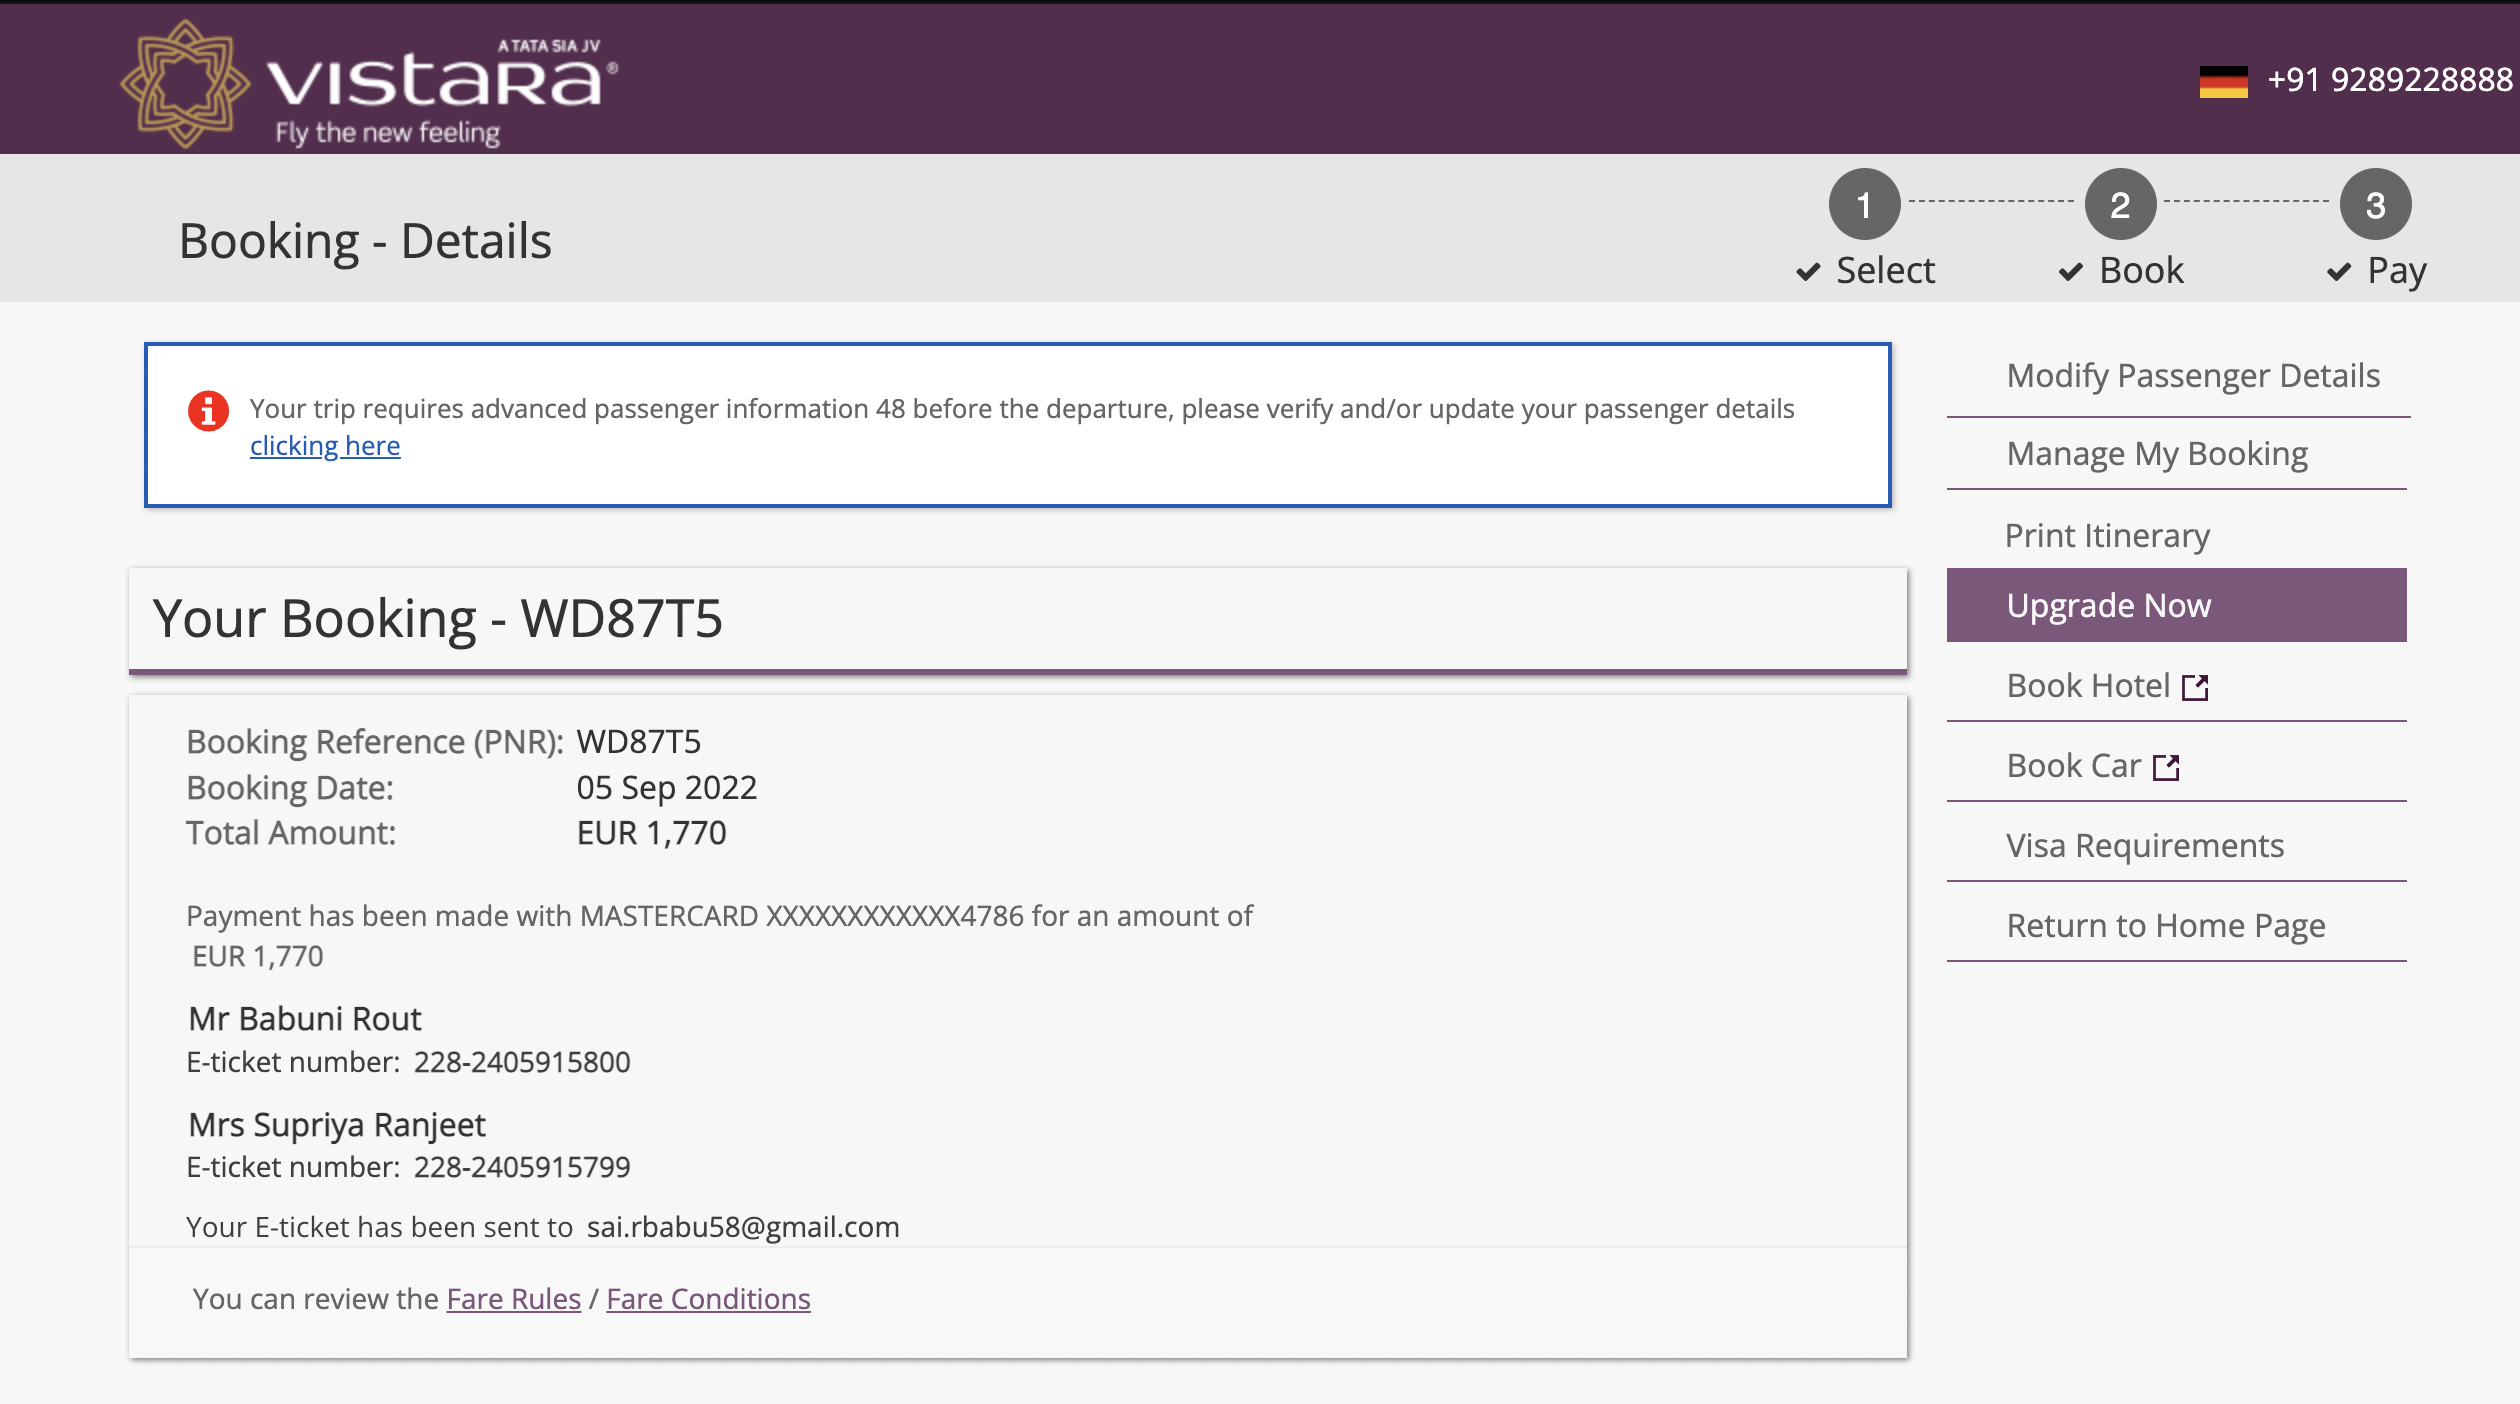 A TATA SIA JV
VISTARA®
Fly the new feeling
+91 9289228888
Booking - Details
1
2
3
Select
Book
Pay
Your trip requires advanced passenger information 48 before the departure, please verify and/or update your passenger details
clicking here
Modify Passenger Details
Manage My Booking
Print Itinerary
Upgrade Now
Book Hotel
Book Car
Visa Requirements
Return to Home Page
Your Booking - WD87T5
Booking Reference (PNR): WD87T5
Booking Date: 05 Sep 2022
Total Amount: EUR 1,770
Payment has been made with MASTERCARD XXXXXXXXXXXX4786 for an amount of
EUR 1,770
Mr Babuni Rout
E-ticket number: 228-2405915800
Mrs Supriya Ranjeet
E-ticket number: 228-2405915799
Your E-ticket has been sent to sai.rbabu58@gmail.com
You can review the Fare Rules / Fare Conditions